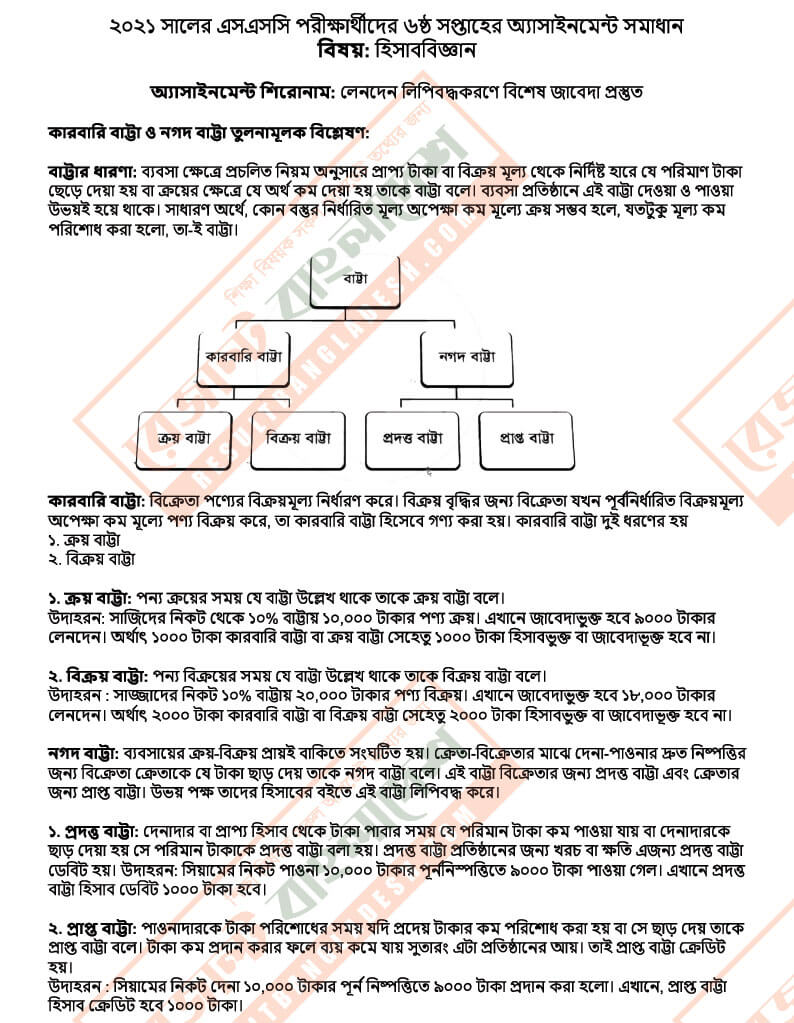 ২০২১ সালের এসএসসি পরীক্ষার্থীদের ৬ষ্ঠ সপ্তাহের অ্যাসাইনমেন্ট সমাধান
বিষয়: হিসাববিজ্ঞান
অ্যাসাইনমেন্ট শিরোনাম: লেনদেন লিপিবদ্ধকরণে বিশেষ জাবেদা প্রস্তুত
কারবারি বাট্টা ও নগদ বাট্টা তুলনামূলক বিশ্লেষণ:
বাট্টার ধারণা: ব্যবসা ক্ষেত্রে প্রচলিত নিয়ম অনুসারে প্রাপ্য টাকা বা বিক্রয় মূল্য থেকে নির্দিষ্ট হারে যে পরিমাণ টাকা
ছেড়ে দেয়া হয় বা ক্রয়ের ক্ষেত্রে যে অর্থ কম দেয়া হয় তাকে বাট্টা বলে। ব্যবসা প্রতিষ্ঠানে এই বাট্টা দেওয়া ও পাওয়া
উভয়ই হয়ে থাকে। সাধারণ অর্থে, কোন বস্তুর নির্ধারিত মূল্য অপেক্ষা কম মূল্যে ক্রয় সম্ভব হলে, যতটুকু মূল্য কম
পরিশোধ করা হলো, তা-ই বাট্টা।
বাট্টা
কারবারি বাট্টা
নগদ বাট্টা
ক্রয় বাট্টা
বিক্রয় বাট্টা
প্রদত্ত বাট্টা
প্রাপ্ত বাট্টা
কারবারি বাট্টা: বিক্রেতা পণ্যের বিক্রয়মূল্য নির্ধারণ করে। বিক্রয় বৃদ্ধির জন্য বিক্রেতা যখন পূর্বনির্ধারিত বিক্রয়মূল্য
অপেক্ষা কম মূল্যে পণ্য বিক্রয় করে, তা কারবারি বাট্টা হিসেবে গণ্য করা হয়। কারবারি বাট্টা দুই ধরণের হয়
১. ক্রয় বাট্টা
২. বিক্রয় বাট্টা
১. ক্রয় বাট্টা: পন্য ক্রয়ের সময় যে বাট্টা উল্লেখ থাকে তাকে ক্রয় বাট্টা বলে।
উদাহরন: সাজিদের নিকট থেকে ১০% বাট্টায় ১০,০০০ টাকার পণ্য ক্রয়। এখানে জাবেদাভুক্ত হবে ৯০০০ টাকার
লেনদেন। অর্থাৎ ১০০০ টাকা কারবারি বাট্টা বা ক্রয় বাট্টা সেহেতু ১০০০ টাকা হিসাবভুক্ত বা জাবেদাভূক্ত হবে না।
২. বিক্রয় বাট্টা: পন্য বিক্রয়ের সময় যে বাট্টা উল্লেখ থাকে তাকে বিক্রয় বাট্টা বলে।
উদাহরন : সাজ্জাদের নিকট ১০% বাট্টায় ২০,০০০ টাকার পণ্য বিক্রয়। এখানে জাবেদাভুক্ত হবে ১৮,০০০ টাকার
লেনদেন। অর্থাৎ ২০০০ টাকা কারবারি বাট্টা বা বিক্রয় বাট্টা সেহেতু ২০০০ টাকা হিসাবভুক্ত বা জাবেদাভুক্ত হবে না।
নগদ বাট্টা: ব্যবসায়ের ক্রয়-বিক্রয় প্রায়ই বাকিতে সংঘটিত হয়। ক্রেতা-বিক্রেতার মাঝে দেনা-পাওনার দ্রুত নিষ্পত্তির
জন্য বিক্রেতা ক্রেতাকে যে টাকা ছাড় দেয় তাকে নগদ বাট্টা বলে। এই বাট্টা বিক্রেতার জন্য প্রদত্ত বাট্টা এবং ক্রেতার
জন্য প্রাপ্ত বাট্টা। উভয় পক্ষ তাদের হিসাবের বইতে এই বাট্টা লিপিবদ্ধ করে।
১. প্রদত্ত বাট্টা: দেনাদার বা প্রাপ্য হিসাব থেকে টাকা পাবার সময় যে পরিমান টাকা কম পাওয়া যায় বা দেনাদারকে
ছাড় দেয়া হয় সে পরিমান টাকাকে প্রদত্ত বাট্টা বলা হয়। প্রদত্ত বাট্টা প্রতিষ্ঠানের জন্য খরচ বা ক্ষতি এজন্য প্রদত্ত বাট্টা
ডেবিট হয়। উদাহরন: সিয়ামের নিকট পাওনা ১০,০০০ টাকার পূর্ননিস্পত্তিতে ৯০০০ টাকা পাওয়া গেল। এখানে প্রদত্ত
বাট্টা হিসাব ডেবিট ১০০০ টাকা হবে।
২. প্রাপ্ত বাট্টা: পাওনাদারকে টাকা পরিশোধের সময় যদি প্রদেয় টাকার কম পরিশোধ করা হয় বা সে ছাড় দেয় তাকে
প্রাপ্ত বাট্টা বলে। টাকা কম প্রদান করার ফলে ব্যয় কমে যায় সুতারং এটা প্রতিষ্ঠানের আয়। তাই প্রাপ্ত বাট্টা ক্রেডিট
হয়।
উদাহরন : সিয়ামের নিকট দেনা ১০,০০০ টাকার পূর্ন নিষ্পত্তিতে ৯০০০ টাকা প্রদান করা হলো। এখানে, প্রাপ্ত বাট্টা
হিসাব ক্রেডিট হবে ১০০০ টাকা।
রেজাল্ট বাংলাদেশ
RESULTBANGLADESH.COM